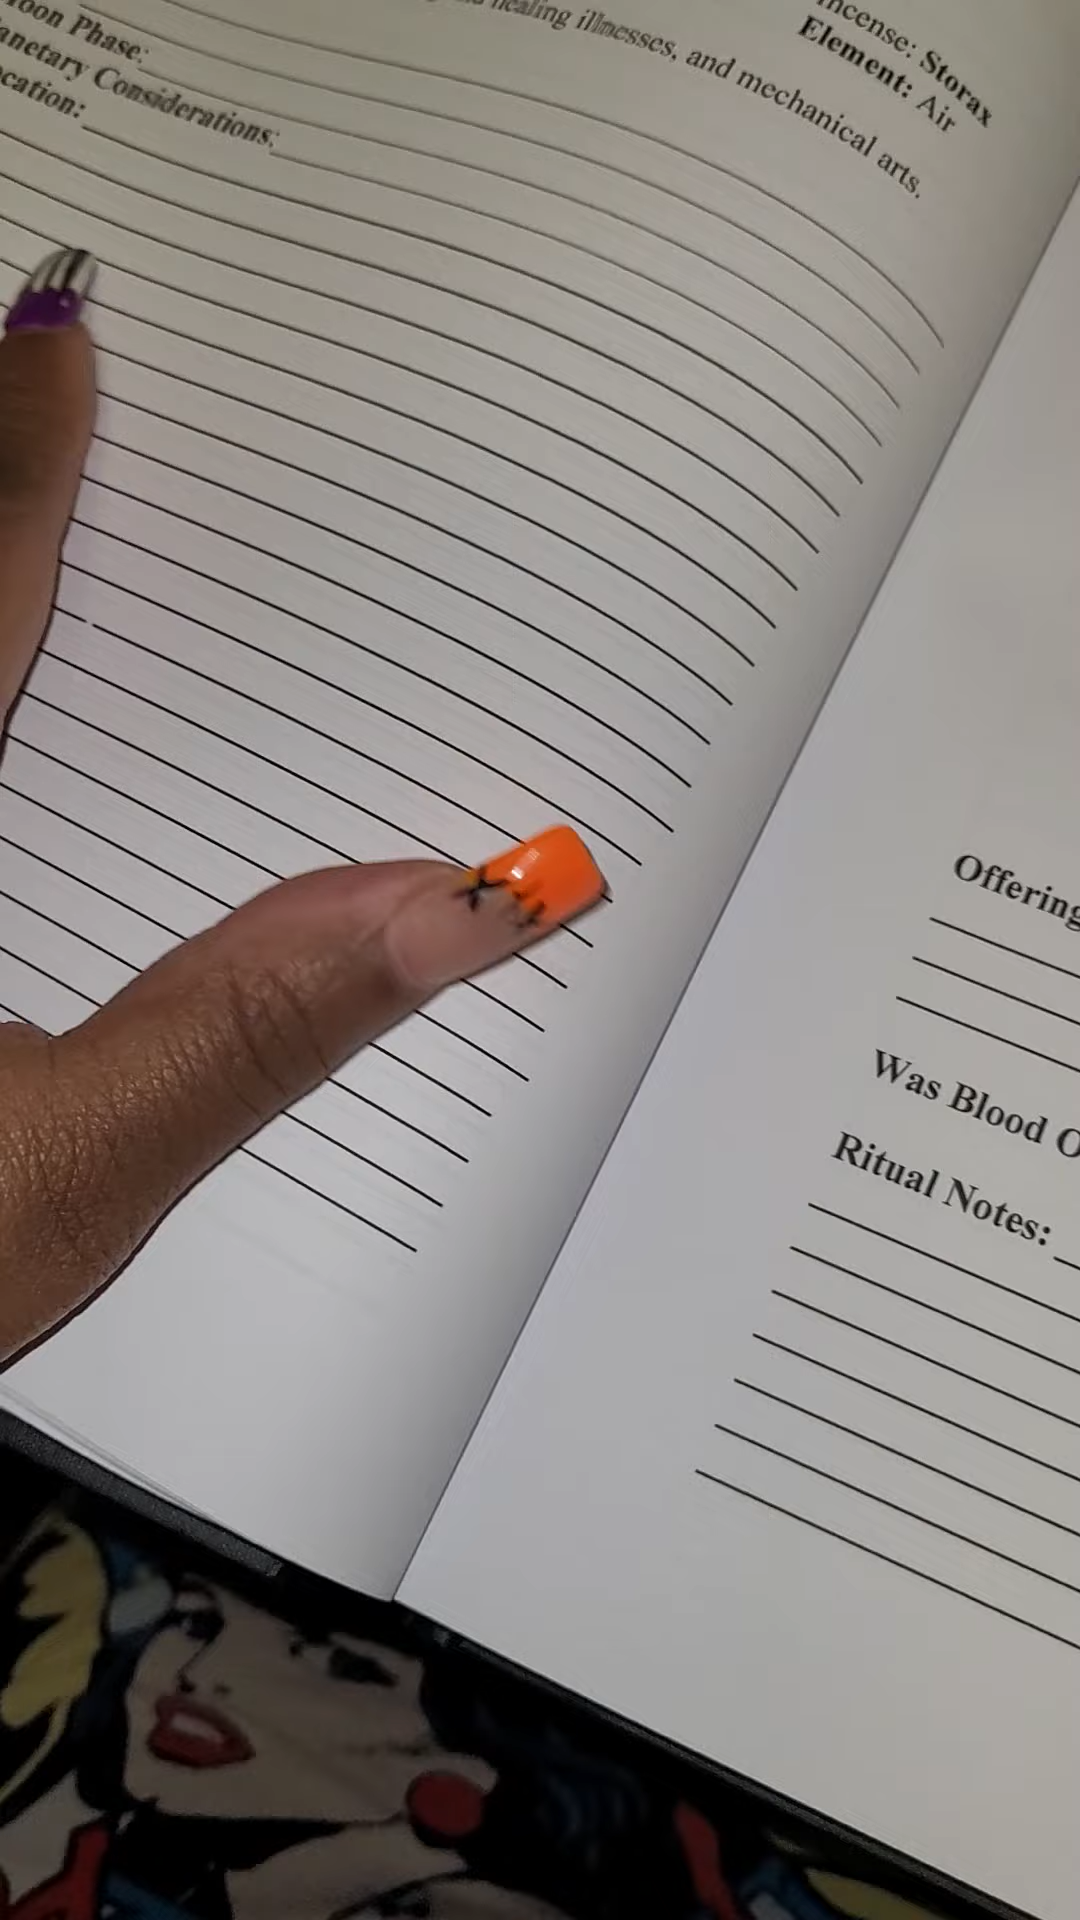 healing illnesses, and mechanical arts.
Incense: Storax
Element: Air
Moon Phase:
Planetary Considerations:
Location:
Offering
Was Blood O
Ritual Notes: